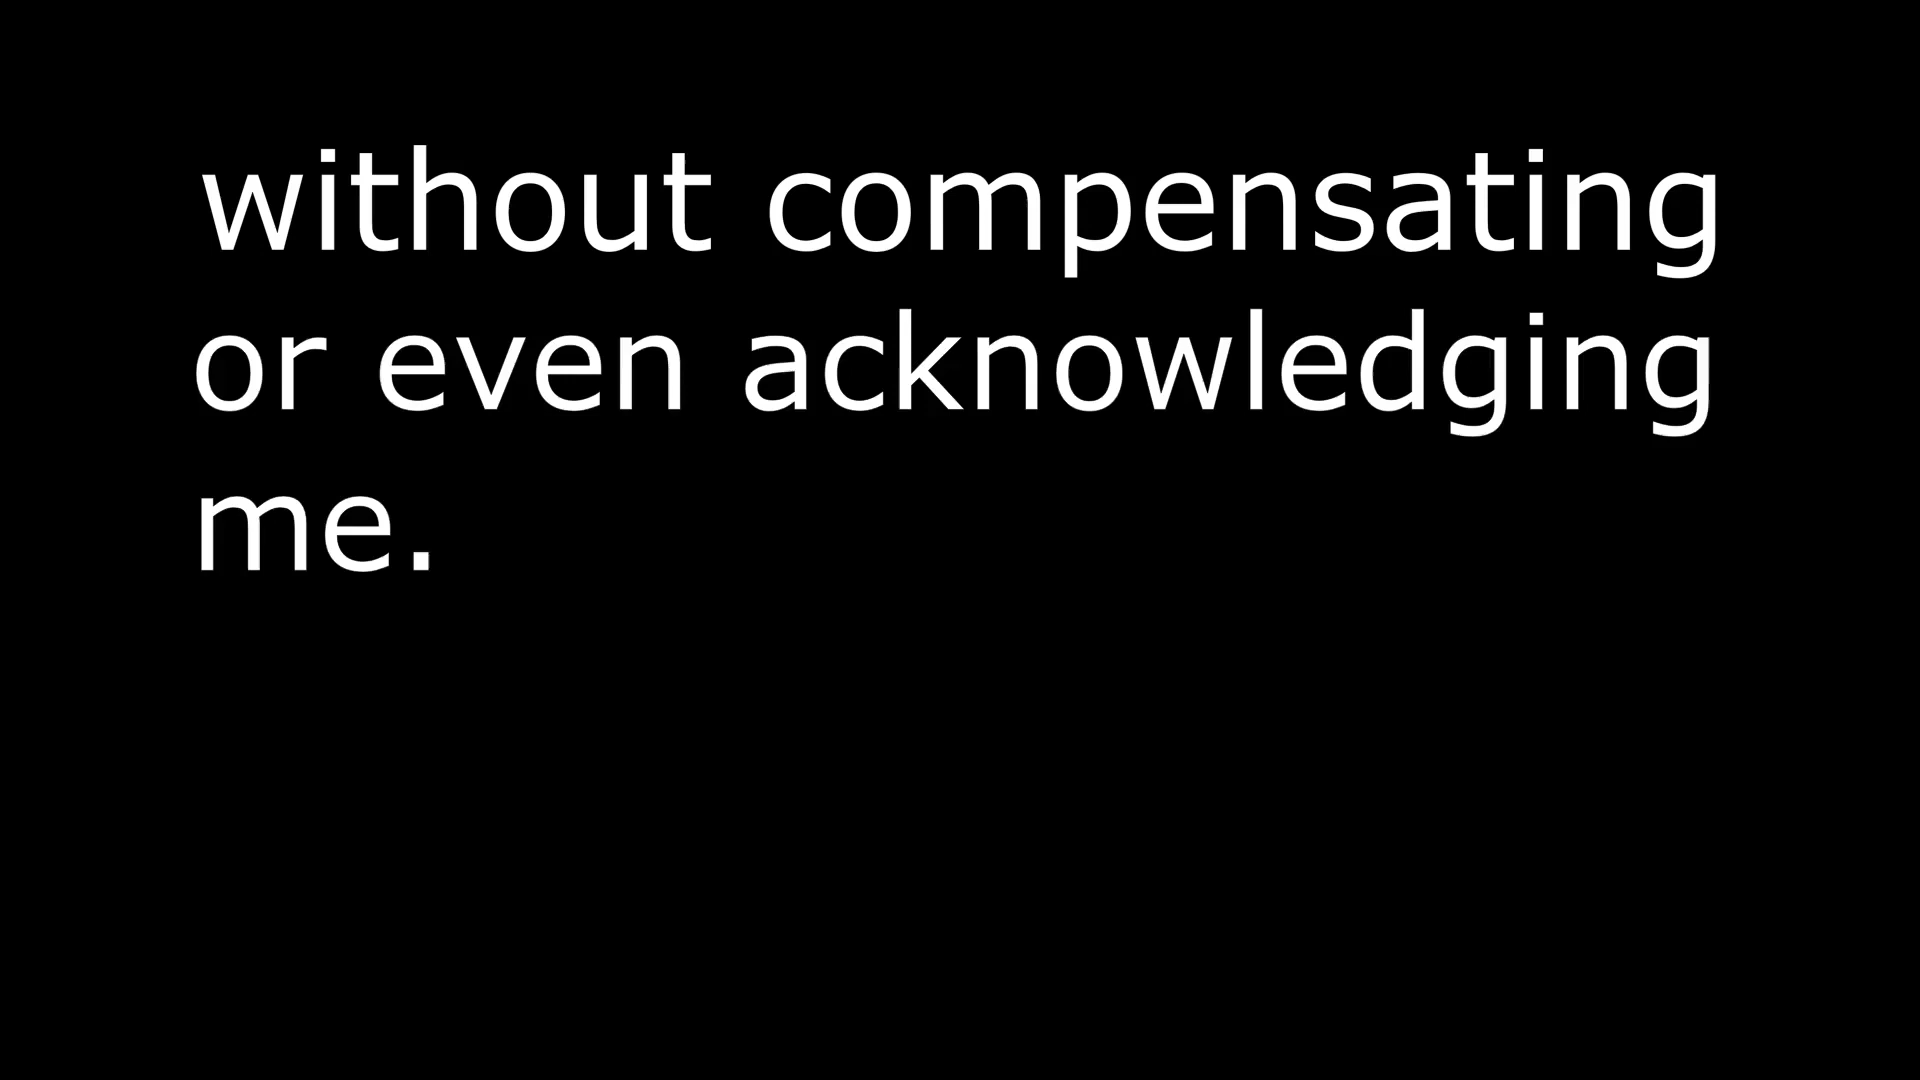 without compensating
or even acknowledging
me.